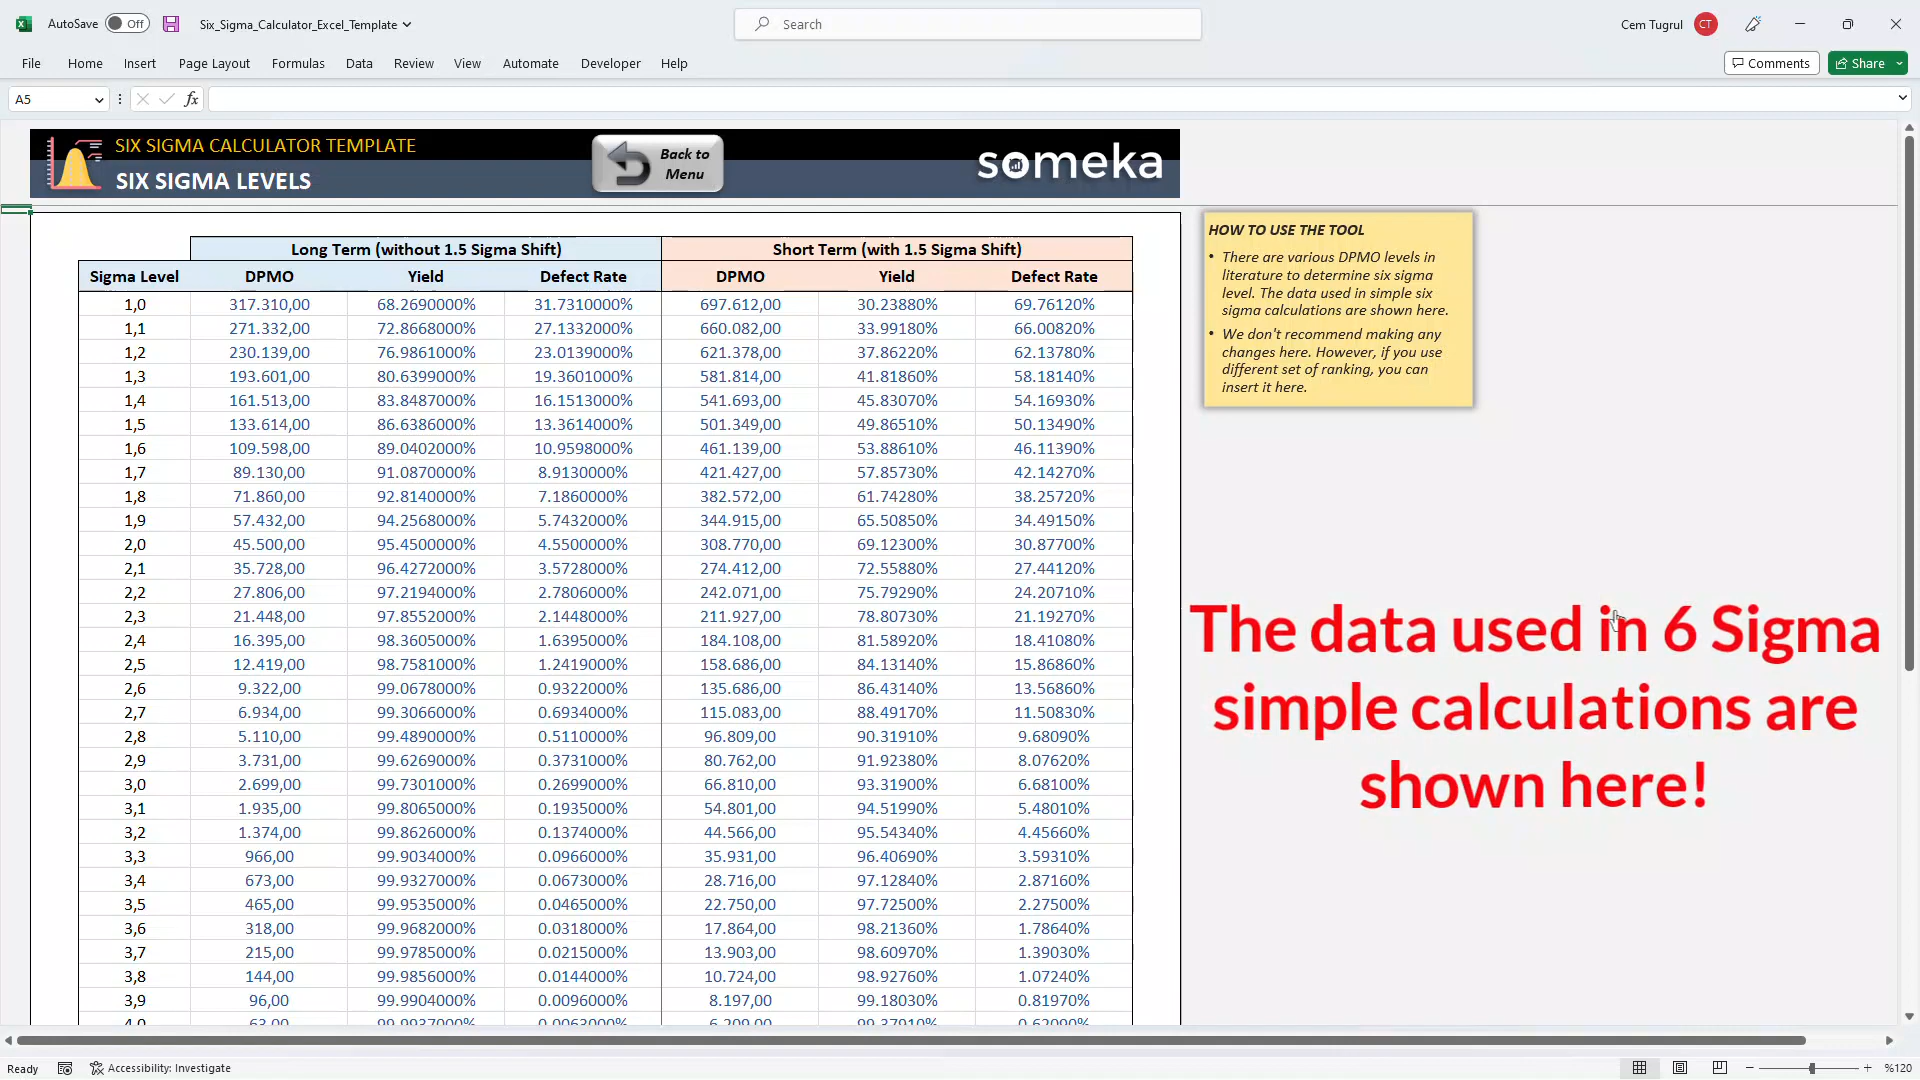 AutoSave Off Six_Sigma_Calculator_Excel_Template Search Cem Tugrul CT
File Home Insert Page Layout Formulas Data Review View Automate Developer Help Comments Share
A5 fx
SIX SIGMA CALCULATOR TEMPLATE
SIX SIGMA LEVELS
Back to
Menu
someka
Long Term (without 1.5 Sigma Shift) Short Term (with 1.5 Sigma Shift)
Sigma Level DPMO Yield Defect Rate DPMO Yield Defect Rate
1,0 317.310,00 68.2690000% 31.7310000% 697.612,00 30.23880% 69.76120%
1,1 271.332,00 72.8668000% 27.1332000% 660.082,00 33.99180% 66.00820%
1,2 230.139,00 76.9861000% 23.0139000% 621.378,00 37.86220% 62.13780%
1,3 193.601,00 80.6399000% 19.3601000% 581.814,00 41.81860% 58.18140%
1,4 161.513,00 83.8487000% 16.1513000% 541.693,00 45.83070% 54.16930%
1,5 133.614,00 86.6386000% 13.3614000% 501.349,00 49.86510% 50.13490%
1,6 109.598,00 89.0402000% 10.9598000% 461.139,00 53.88610% 46.11390%
1,7 89.130,00 91.0870000% 8.9130000% 421.427,00 57.85730% 42.14270%
1,8 71.860,00 92.8140000% 7.1860000% 382.572,00 61.74280% 38.25720%
1,9 57.432,00 94.2568000% 5.7432000% 344.915,00 65.50850% 34.49150%
2,0 45.500,00 95.4500000% 4.5500000% 308.770,00 69.12300% 30.87700%
2,1 35.728,00 96.4272000% 3.5728000% 274.412,00 72.55880% 27.44120%
2,2 27.806,00 97.2194000% 2.7806000% 242.071,00 75.79290% 24.20710%
2,3 21.448,00 97.8552000% 2.1448000% 211.927,00 78.80730% 21.19270%
2,4 16.395,00 98.3605000% 1.6395000% 184.108,00 81.58920% 18.41080%
2,5 12.419,00 98.7581000% 1.2419000% 158.686,00 84.13140% 15.86860%
2,6 9.322,00 99.0678000% 0.9322000% 135.686,00 86.43140% 13.56860%
2,7 6.934,00 99.3066000% 0.6934000% 115.083,00 88.49170% 11.50830%
2,8 5.110,00 99.4890000% 0.5110000% 96.809,00 90.31910% 9.68090%
2,9 3.731,00 99.6269000% 0.3731000% 80.762,00 91.92380% 8.07620%
3,0 2.699,00 99.7301000% 0.2699000% 66.810,00 93.31900% 6.68100%
3,1 1.935,00 99.8065000% 0.1935000% 54.801,00 94.51990% 5.48010%
3,2 1.374,00 99.8626000% 0.1374000% 44.566,00 95.54340% 4.45660%
3,3 966,00 99.9034000% 0.0966000% 35.931,00 96.40690% 3.59310%
3,4 673,00 99.9327000% 0.0673000% 28.716,00 97.12840% 2.87160%
3,5 465,00 99.9535000% 0.0465000% 22.750,00 97.72500% 2.27500%
3,6 318,00 99.9682000% 0.0318000% 17.864,00 98.21360% 1.78640%
3,7 215,00 99.9785000% 0.0215000% 13.903,00 98.60970% 1.39030%
3,8 144,00 99.9856000% 0.0144000% 10.724,00 98.92760% 1.07240%
3,9 96,00 99.9904000% 0.0096000% 8.197,00 99.18030% 0.81970%
4,0 63,00 99.9937000% 0.0063000% 6.209,00 99.37910% 0.62090%
HOW TO USE THE TOOL
• There are various DPMO levels in
literature to determine six sigma
level. The data used in simple six
sigma calculations are shown here.
• We don't recommend making any
changes here. However, if you use
different set of ranking, you can
insert it here.
The data used in 6 Sigma
simple calculations are
shown here!
Ready Accessibility: Investigate %120